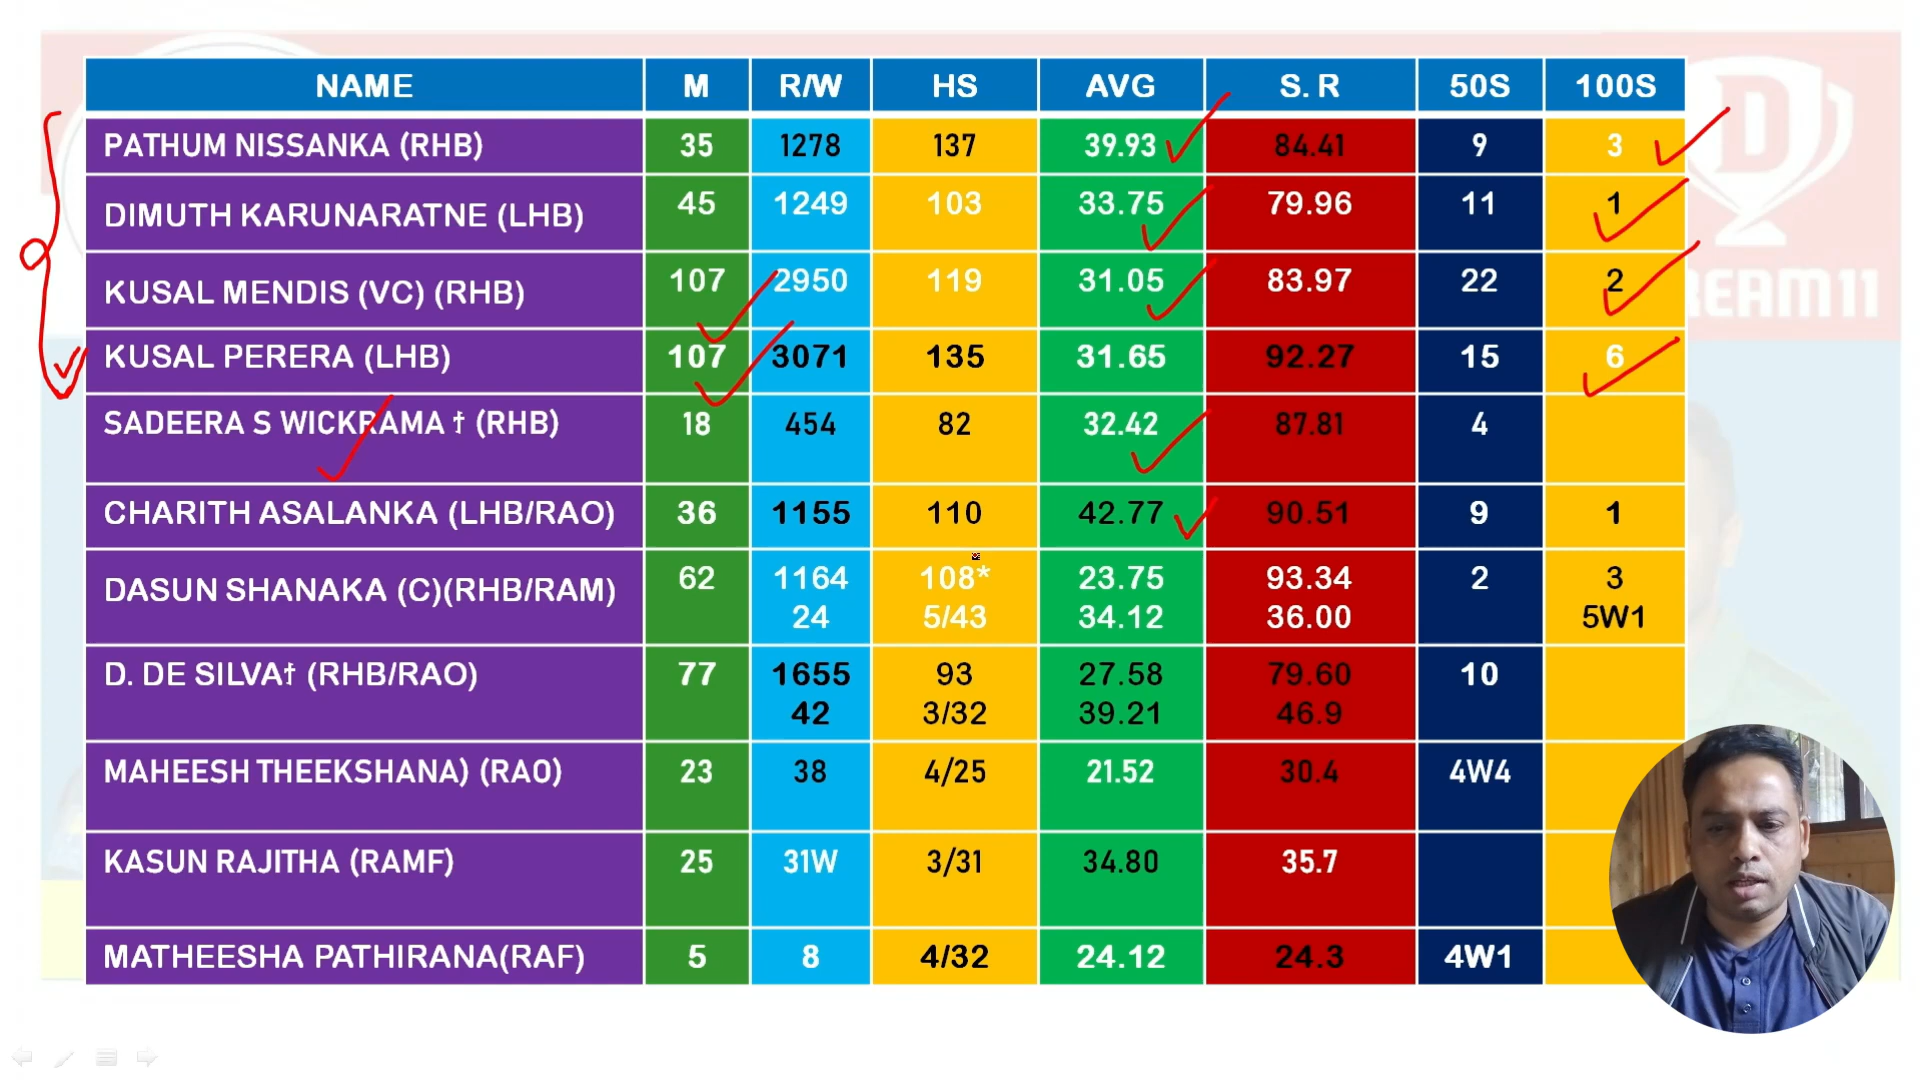 NAME M R/W HS AVG S. R 50S 100S
PATHUM NISSANKA (RHB) 35 1278 137 39.93 84.41 9 3
DIMUTH KARUNARATNE (LHB) 45 1249 103 33.75 79.96 11 1
KUSAL MENDIS (VC) (RHB) 107 2950 119 31.05 83.97 22 2
KUSAL PERERA (LHB) 107 3071 135 31.65 92.27 15 6
SADEERA S WICKRAMA † (RHB) 18 454 82 32.42 87.81 4
CHARITH ASALANKA (LHB/RAO) 36 1155 110 42.77 90.51 9 1
DASUN SHANAKA (C)(RHB/RAM) 62 1164 108* 23.75 93.34 2 3
24 5/43 34.12 36.00 5W1
D. DE SILVA† (RHB/RAO) 77 1655 93 27.58 79.60 10
42 3/32 39.21 46.9
MAHEESH THEEKSHANA) (RAO) 23 38 4/25 21.52 30.4 4W4
KASUN RAJITHA (RAMF) 25 31W 3/31 34.80 35.7
MATHEESHA PATHIRANA(RAF) 5 8 4/32 24.12 24.3 4W1
D
REAM11